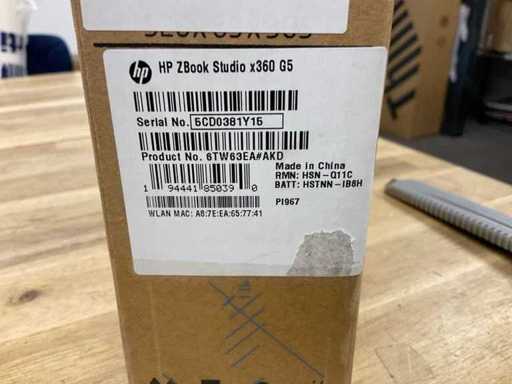 hp HP ZBook Studio x360 G5
Serial No. 5CD0381Y15
Product No. 6TW63EA#AKD
1 94441 85039 0
Made in China
RMN: HSN-Q11C
BATT: HSTNN-IB8H
PI967
WLAN MAC: A8:7E:EA:65:77:41